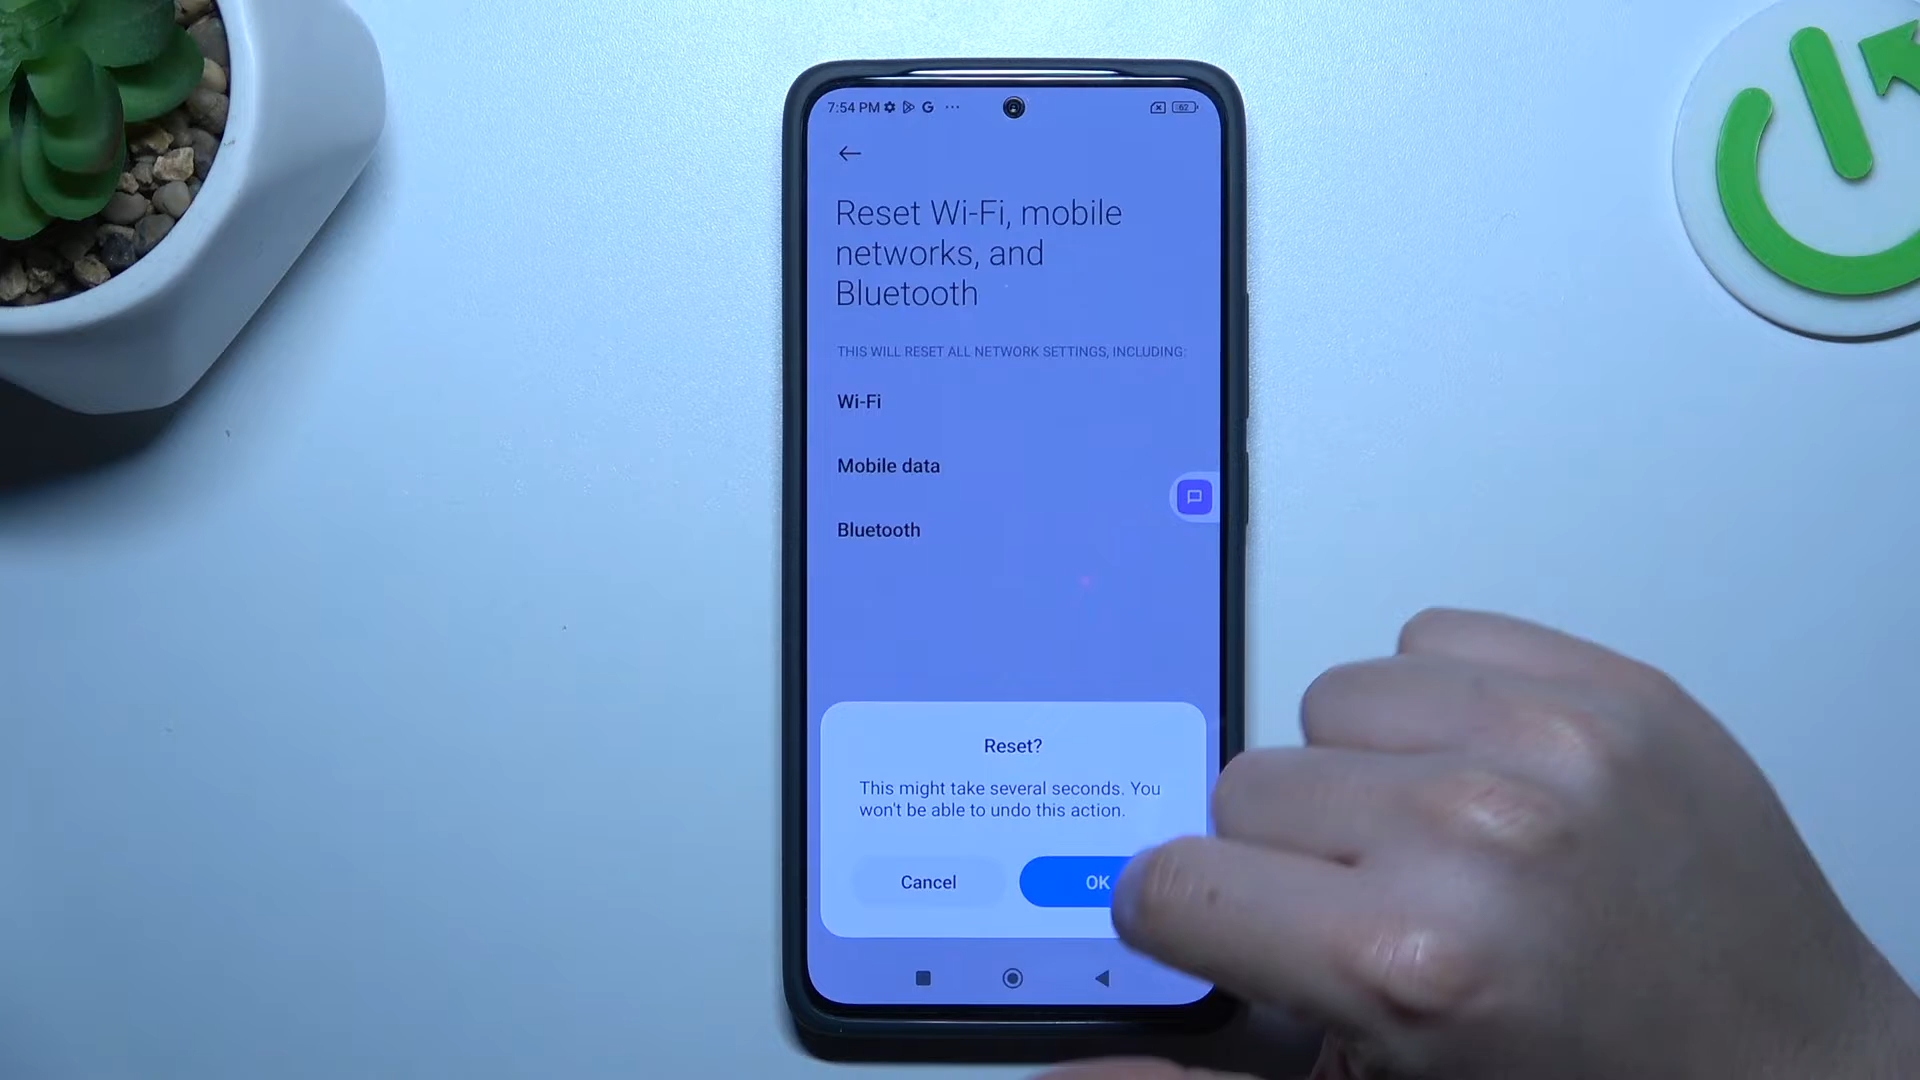 7:54 PM G ...
62
Reset Wi-Fi, mobile
networks, and
Bluetooth
THIS WILL RESET ALL NETWORK SETTINGS, INCLUDING:
Wi-Fi
Mobile data
Bluetooth
Reset?
This might take several seconds. You
won't be able to undo this action.
Cancel
OK